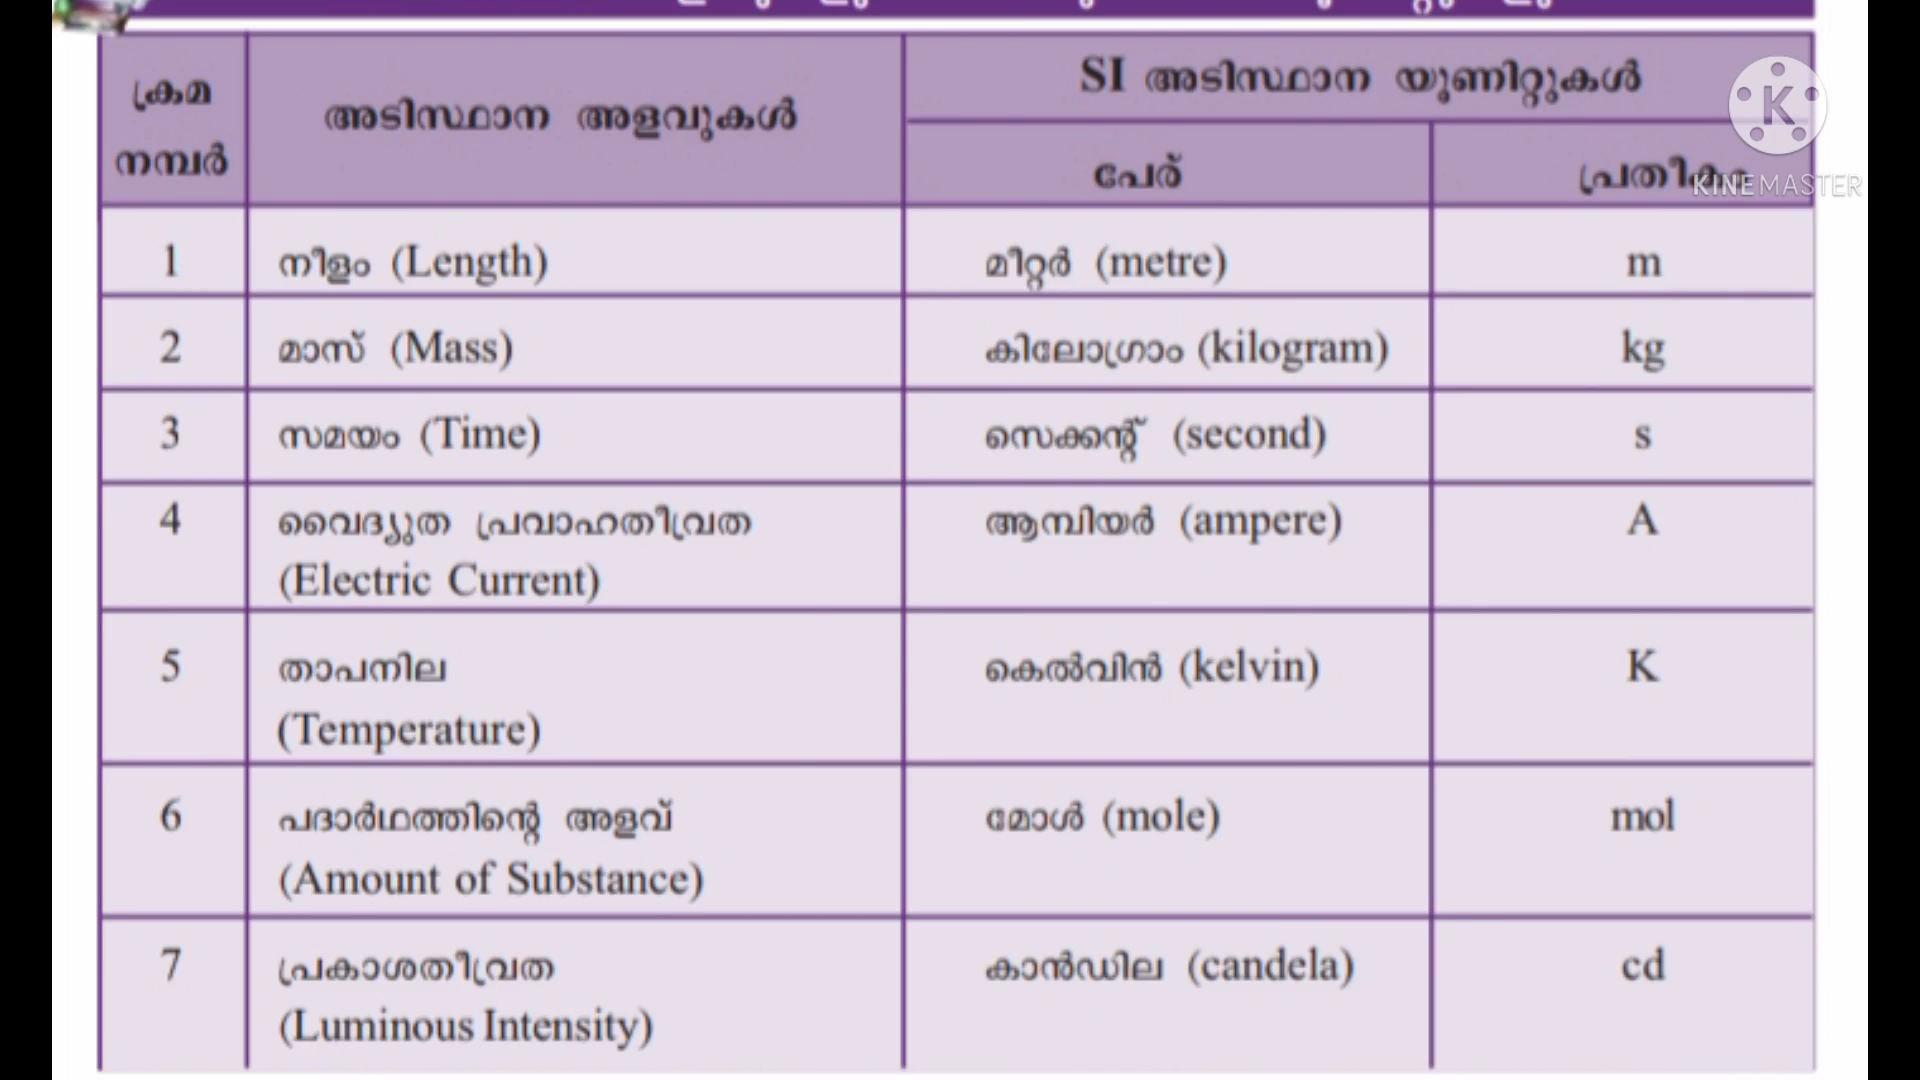 ക്രമ
നമ്പർ
അടിസ്ഥാന അളവുകൾ
SI അടിസ്ഥാന യൂണിറ്റുകൾ
പേര്
പ്രതീകം
K
KINEMASTER
1 നീളം (Length) മീറ്റർ (metre) m
2 മാസ് (Mass) കിലോഗ്രാം (kilogram) kg
3 സമയം (Time) സെക്കന്റ് (second) s
4 വൈദ്യുത പ്രവാഹതീവ്രത ആമ്പിയർ (ampere) A
(Electric Current)
5 താപനില കെൽവിൻ (kelvin) K
(Temperature)
6 പദാർഥത്തിന്റെ അളവ് മോൾ (mole) mol
(Amount of Substance)
7 പ്രകാശതീവ്രത കാൻഡില (candela) cd
(Luminous Intensity)